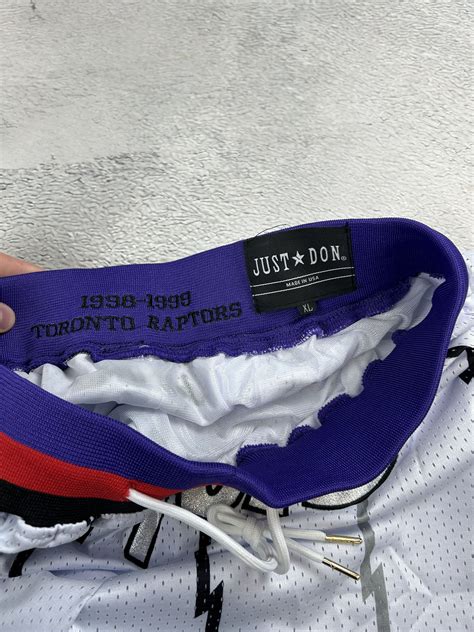 JUST★DON®
MADE IN USA
XL
1998-1999
TORONTO RAPTORS